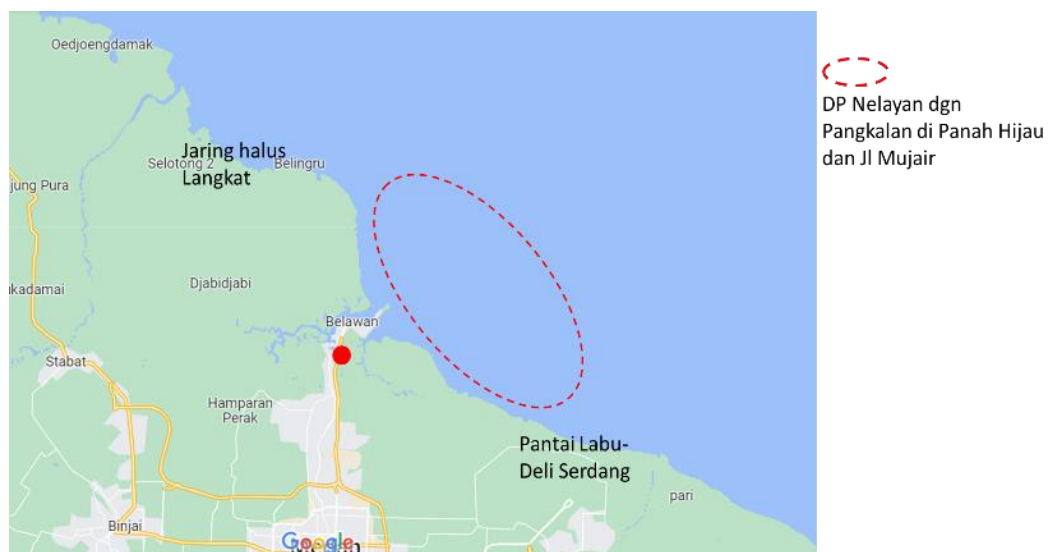 Oedjoengdamak
Jaring halus
Selotong 2
Belingru
Langkat
jung Pura
Djabidjabi
kadamai
Belawan
Stabat
Hamparan
Perak
Pantai Labu-
Deli Serdang
pari
Binjai
Google
DP Nelayan dgn
Pangkalan di Panah Hijau
dan Jl Mujair